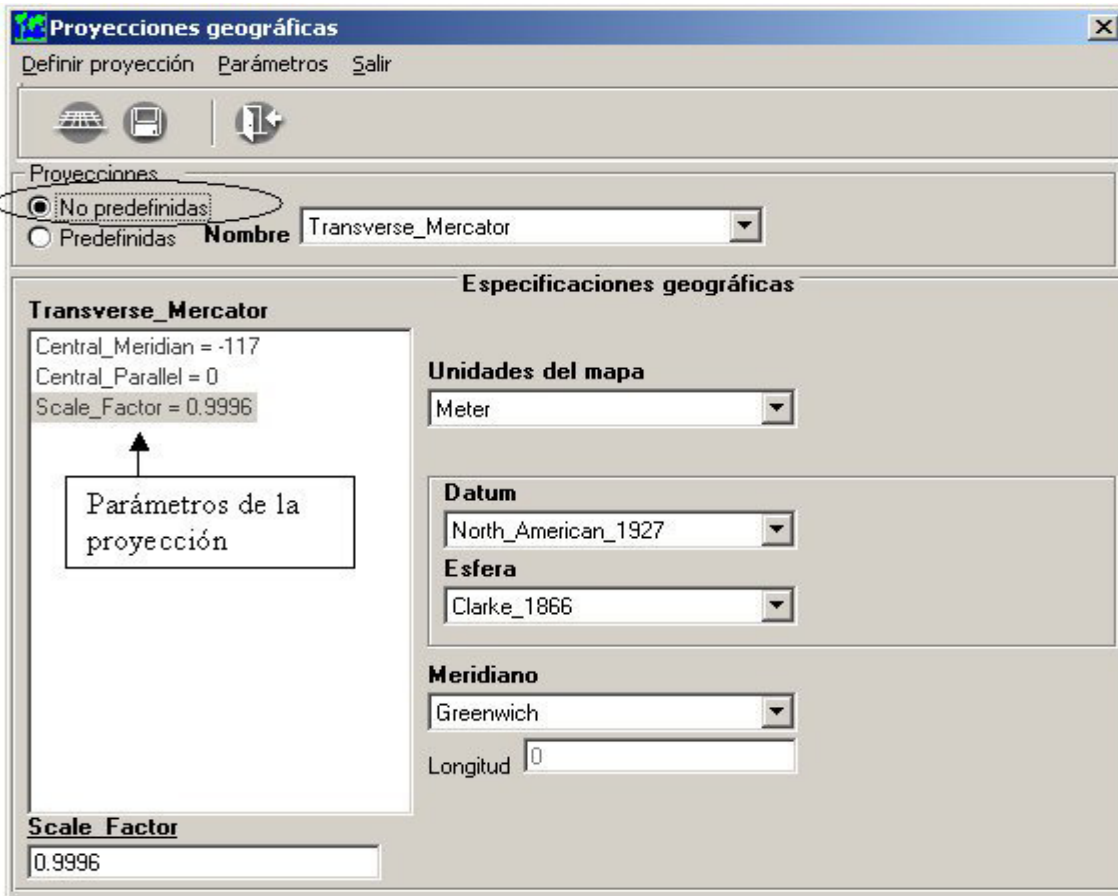 Proyecciones geográficas
Definir proyección Parámetros Salir
Proyecciones
No predefinidas
Predefinidas
Nombre Transverse_Mercator
Especificaciones geográficas
Transverse_Mercator
Central_Meridian = -117
Central_Parallel = 0
Scale_Factor = 0.9996
Parámetros de la
proyección
Unidades del mapa
Meter
Datum
North_American_1927
Esfera
Clarke_1866
Meridiano
Greenwich
Longitud 0
Scale_Factor
0.9996